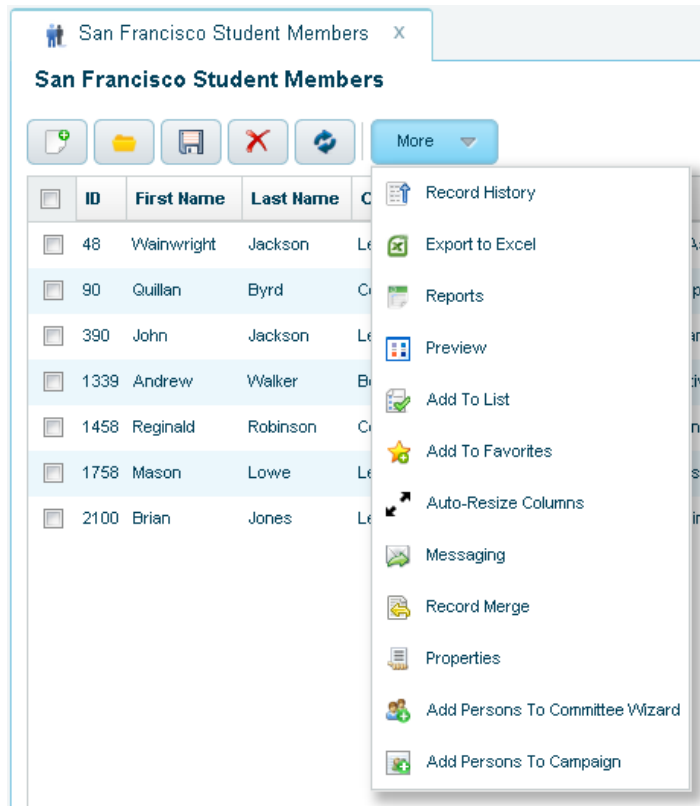 San Francisco Student Members X
San Francisco Student Members
More
ID First Name Last Name
48 Wainwright Jackson
90 Quillan Byrd
390 John Jackson
1339 Andrew Walker
1458 Reginald Robinson
1758 Mason Lowe
2100 Brian Jones
Record History
Export to Excel
Reports
Preview
Add To List
Add To Favorites
Auto-Resize Columns
Messaging
Record Merge
Properties
Add Persons To Committee Wizard
Add Persons To Campaign